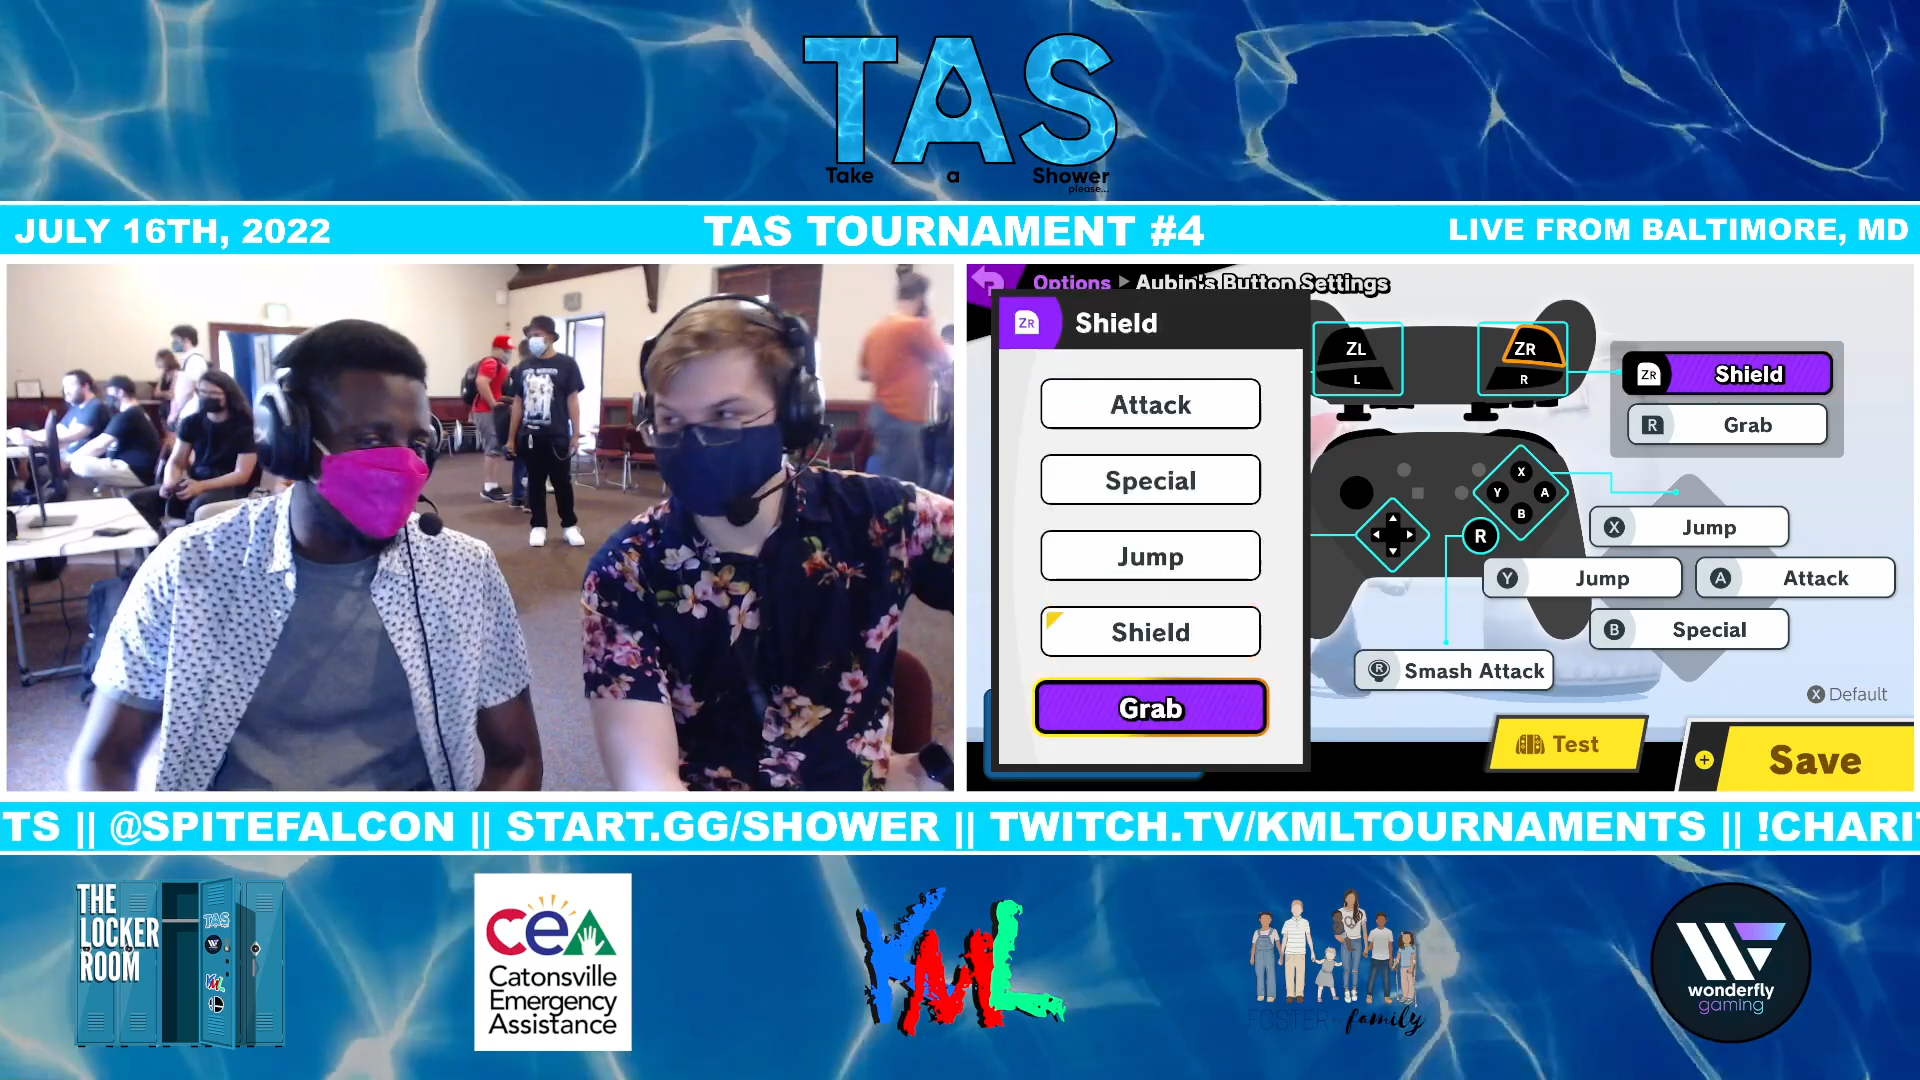 TAS
Take a Shower
please...
JULY 16TH, 2022
TAS TOURNAMENT #4
LIVE FROM BALTIMORE, MD
Options ▸ Aubin's Button Settings
ZR Shield
Attack
Special
Jump
Shield
Grab
ZL
L
ZR
R
ZR Shield
R Grab
X
Y
A
B
R
X Jump
Y Jump
A Attack
B Special
R Smash Attack
X Default
Test
+ Save
TS || @SPITEFALCON || START.GG/SHOWER || TWITCH.TV/KMLTOURNAMENTS || !CHARIT
THE
LOCKER
ROOM
TAS
KML
cea
Catonsville
Emergency
Assistance
KML
FOSTER
family
WF
wonderfly
gaming